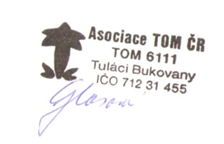 Asociace TOM ČR
TOM 6111
Tuláci Bukovany
IČO 712 31 455